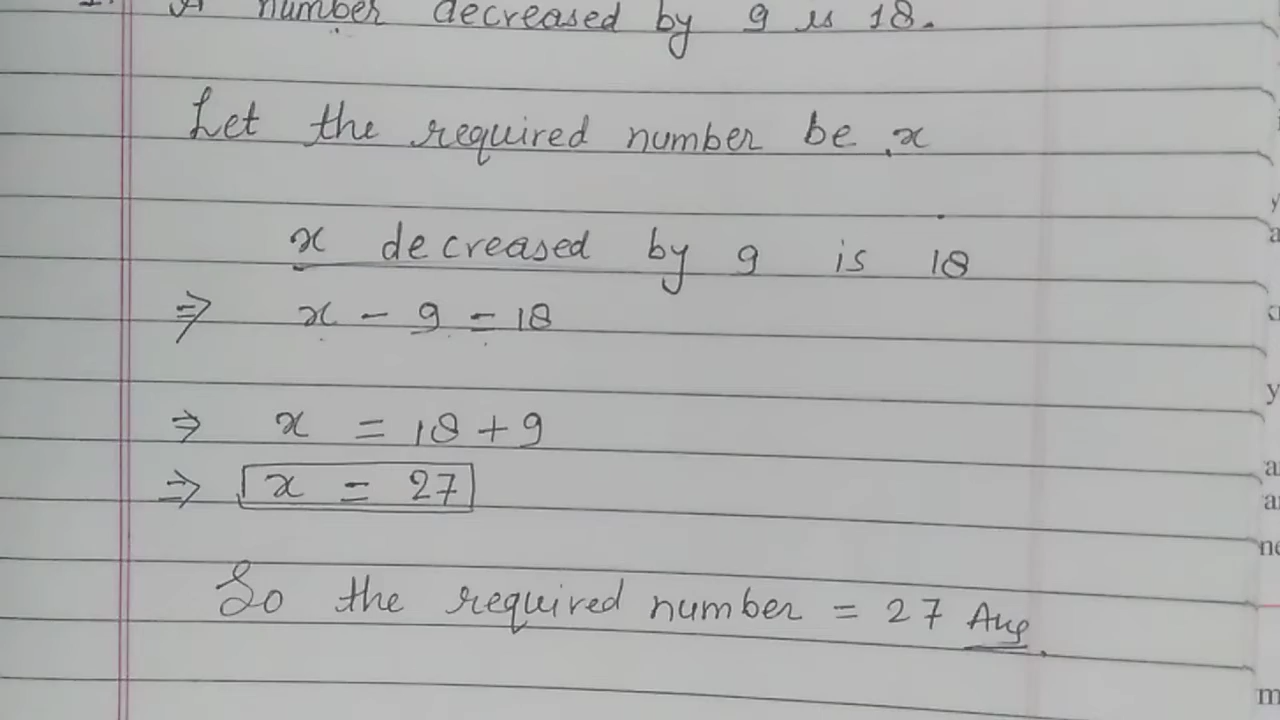 A number decreased by 9 is 18.
Let the required number be x
x decreased by 9 is 18
⇒ x - 9 = 18
⇒ x = 18 + 9
⇒ x = 27
So the required number = 27 Ans.